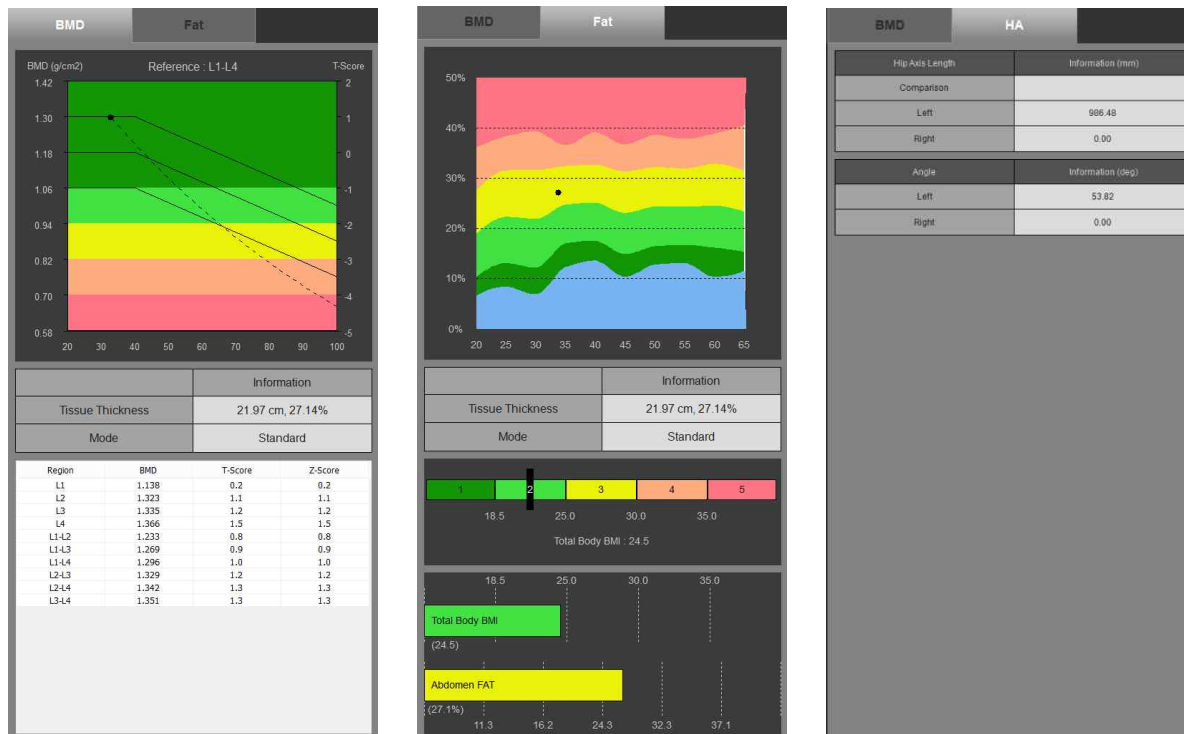 BMD Fat
BMD (g/cm2) Reference : L1-L4 T-Score
1.42 2
1.30 1
1.18 0
1.06 -1
0.94 -2
0.82 -3
0.70 -4
0.58 -5
20 30 40 50 60 70 80 90 100
Information
Tissue Thickness 21.97 cm, 27.14%
Mode Standard
Region BMD T-Score Z-Score
L1 1.138 0.2 0.2
L2 1.323 1.1 1.1
L3 1.335 1.2 1.2
L4 1.366 1.5 1.5
L1-L2 1.233 0.8 0.8
L1-L3 1.269 0.9 0.9
L1-L4 1.296 1.0 1.0
L2-L3 1.329 1.2 1.2
L2-L4 1.342 1.3 1.3
L3-L4 1.351 1.3 1.3
BMD Fat
50%
40%
30%
20%
10%
0%
20 25 30 35 40 45 50 55 60 65
Information
Tissue Thickness 21.97 cm, 27.14%
Mode Standard
1 2 3 4 5
18.5 25.0 30.0 35.0
Total Body BMI : 24.5
18.5 25.0 30.0 35.0
Total Body BMI
(24.5)
Abdomen FAT
(27.1%)
11.3 16.2 24.3 32.3 37.1
BMD HA
Hip Axis Length Information (mm)
Comparison
Left 986.48
Right 0.00
Angle Information (deg)
Left 53.82
Right 0.00